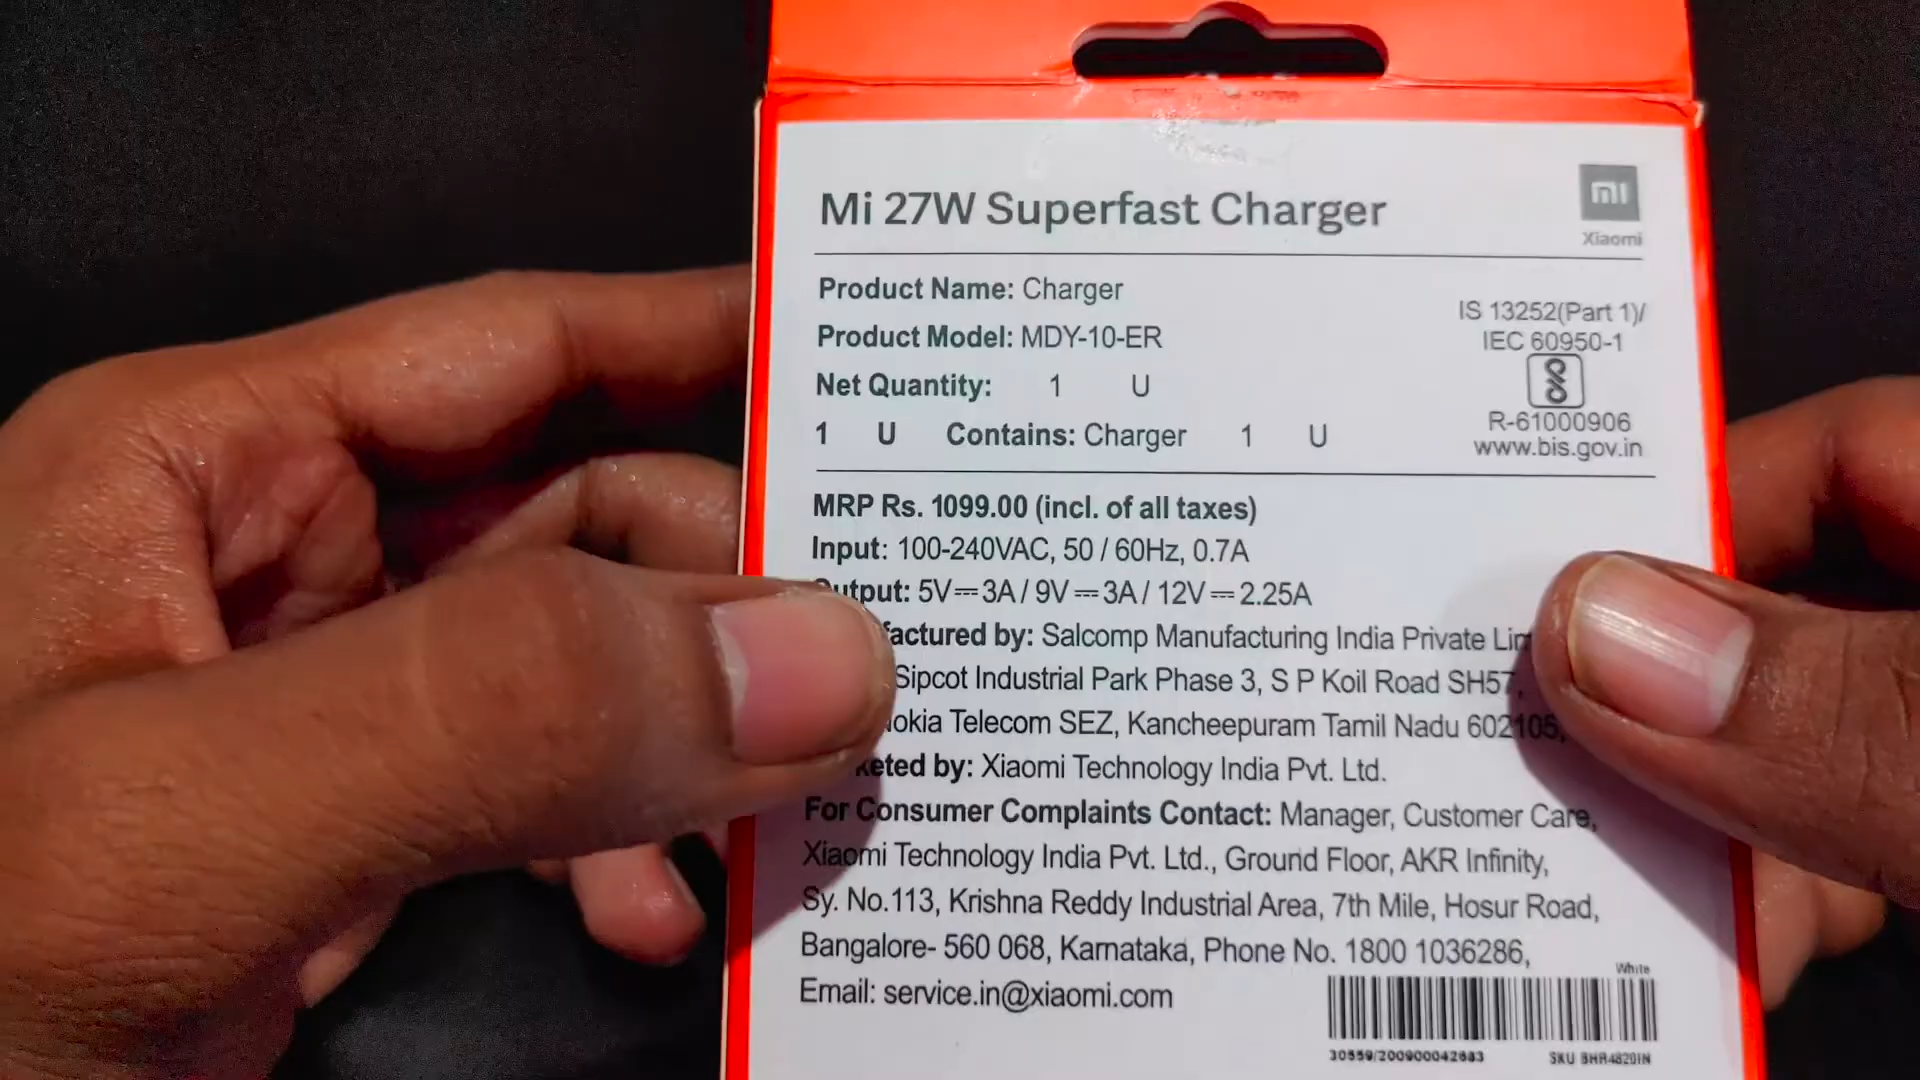 Mi 27W Superfast Charger
mi
Xiaomi
Product Name: Charger
Product Model: MDY-10-ER
Net Quantity: 1 U
1 U Contains: Charger 1 U
IS 13252(Part 1)/
IEC 60950-1
R-61000906
www.bis.gov.in
MRP Rs. 1099.00 (incl. of all taxes)
Input: 100-240VAC, 50 / 60Hz, 0.7A
5V⎓3A / 9V⎓3A / 12V⎓2.25A
by: Salcomp Manufacturing India Private
Sipcot Industrial Park Phase 3, S P Koil Road SH57,
Telecom SEZ, Kancheepuram Tamil Nadu 602105,
by: Xiaomi Technology India Pvt. Ltd.
For Consumer Complaints Contact: Manager, Customer Care,
Xiaomi Technology India Pvt. Ltd., Ground Floor, AKR Infinity,
Sy. No.113, Krishna Reddy Industrial Area, 7th Mile, Hosur Road,
Bangalore- 560 068, Karnataka, Phone No. 1800 1036286,
Email: service.in@xiaomi.com
White
30559/200900042683
SKU BHR4820IN